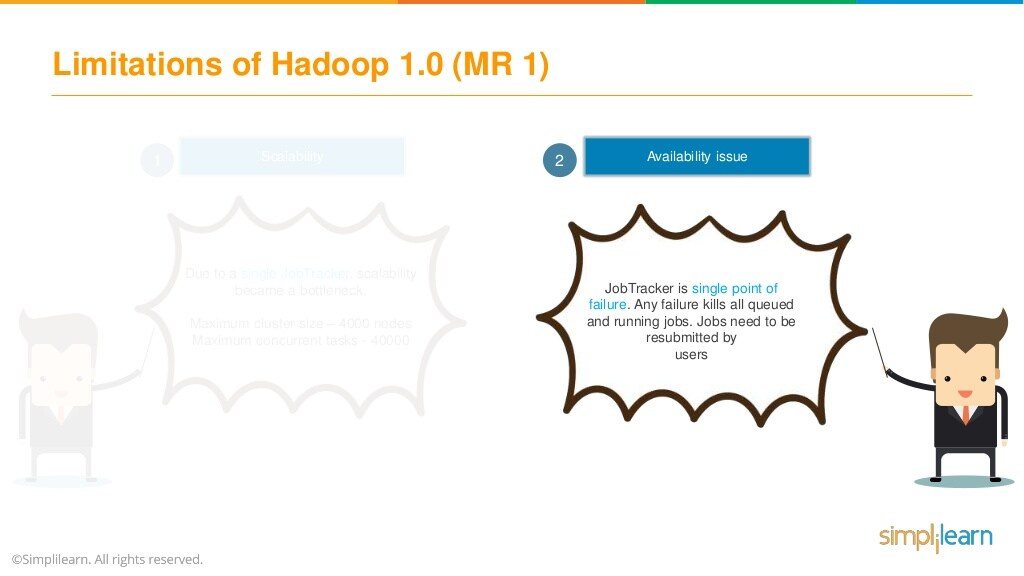 Limitations of Hadoop 1.0 (MR 1)
1
Scalability
Due to a single JobTracker, scalability
became a bottleneck.
Maximum cluster size – 4000 nodes
Maximum concurrent tasks - 40000
2
Availability issue
JobTracker is single point of
failure. Any failure kills all queued
and running jobs. Jobs need to be
resubmitted by
users
simplilearn
©Simplilearn. All rights reserved.